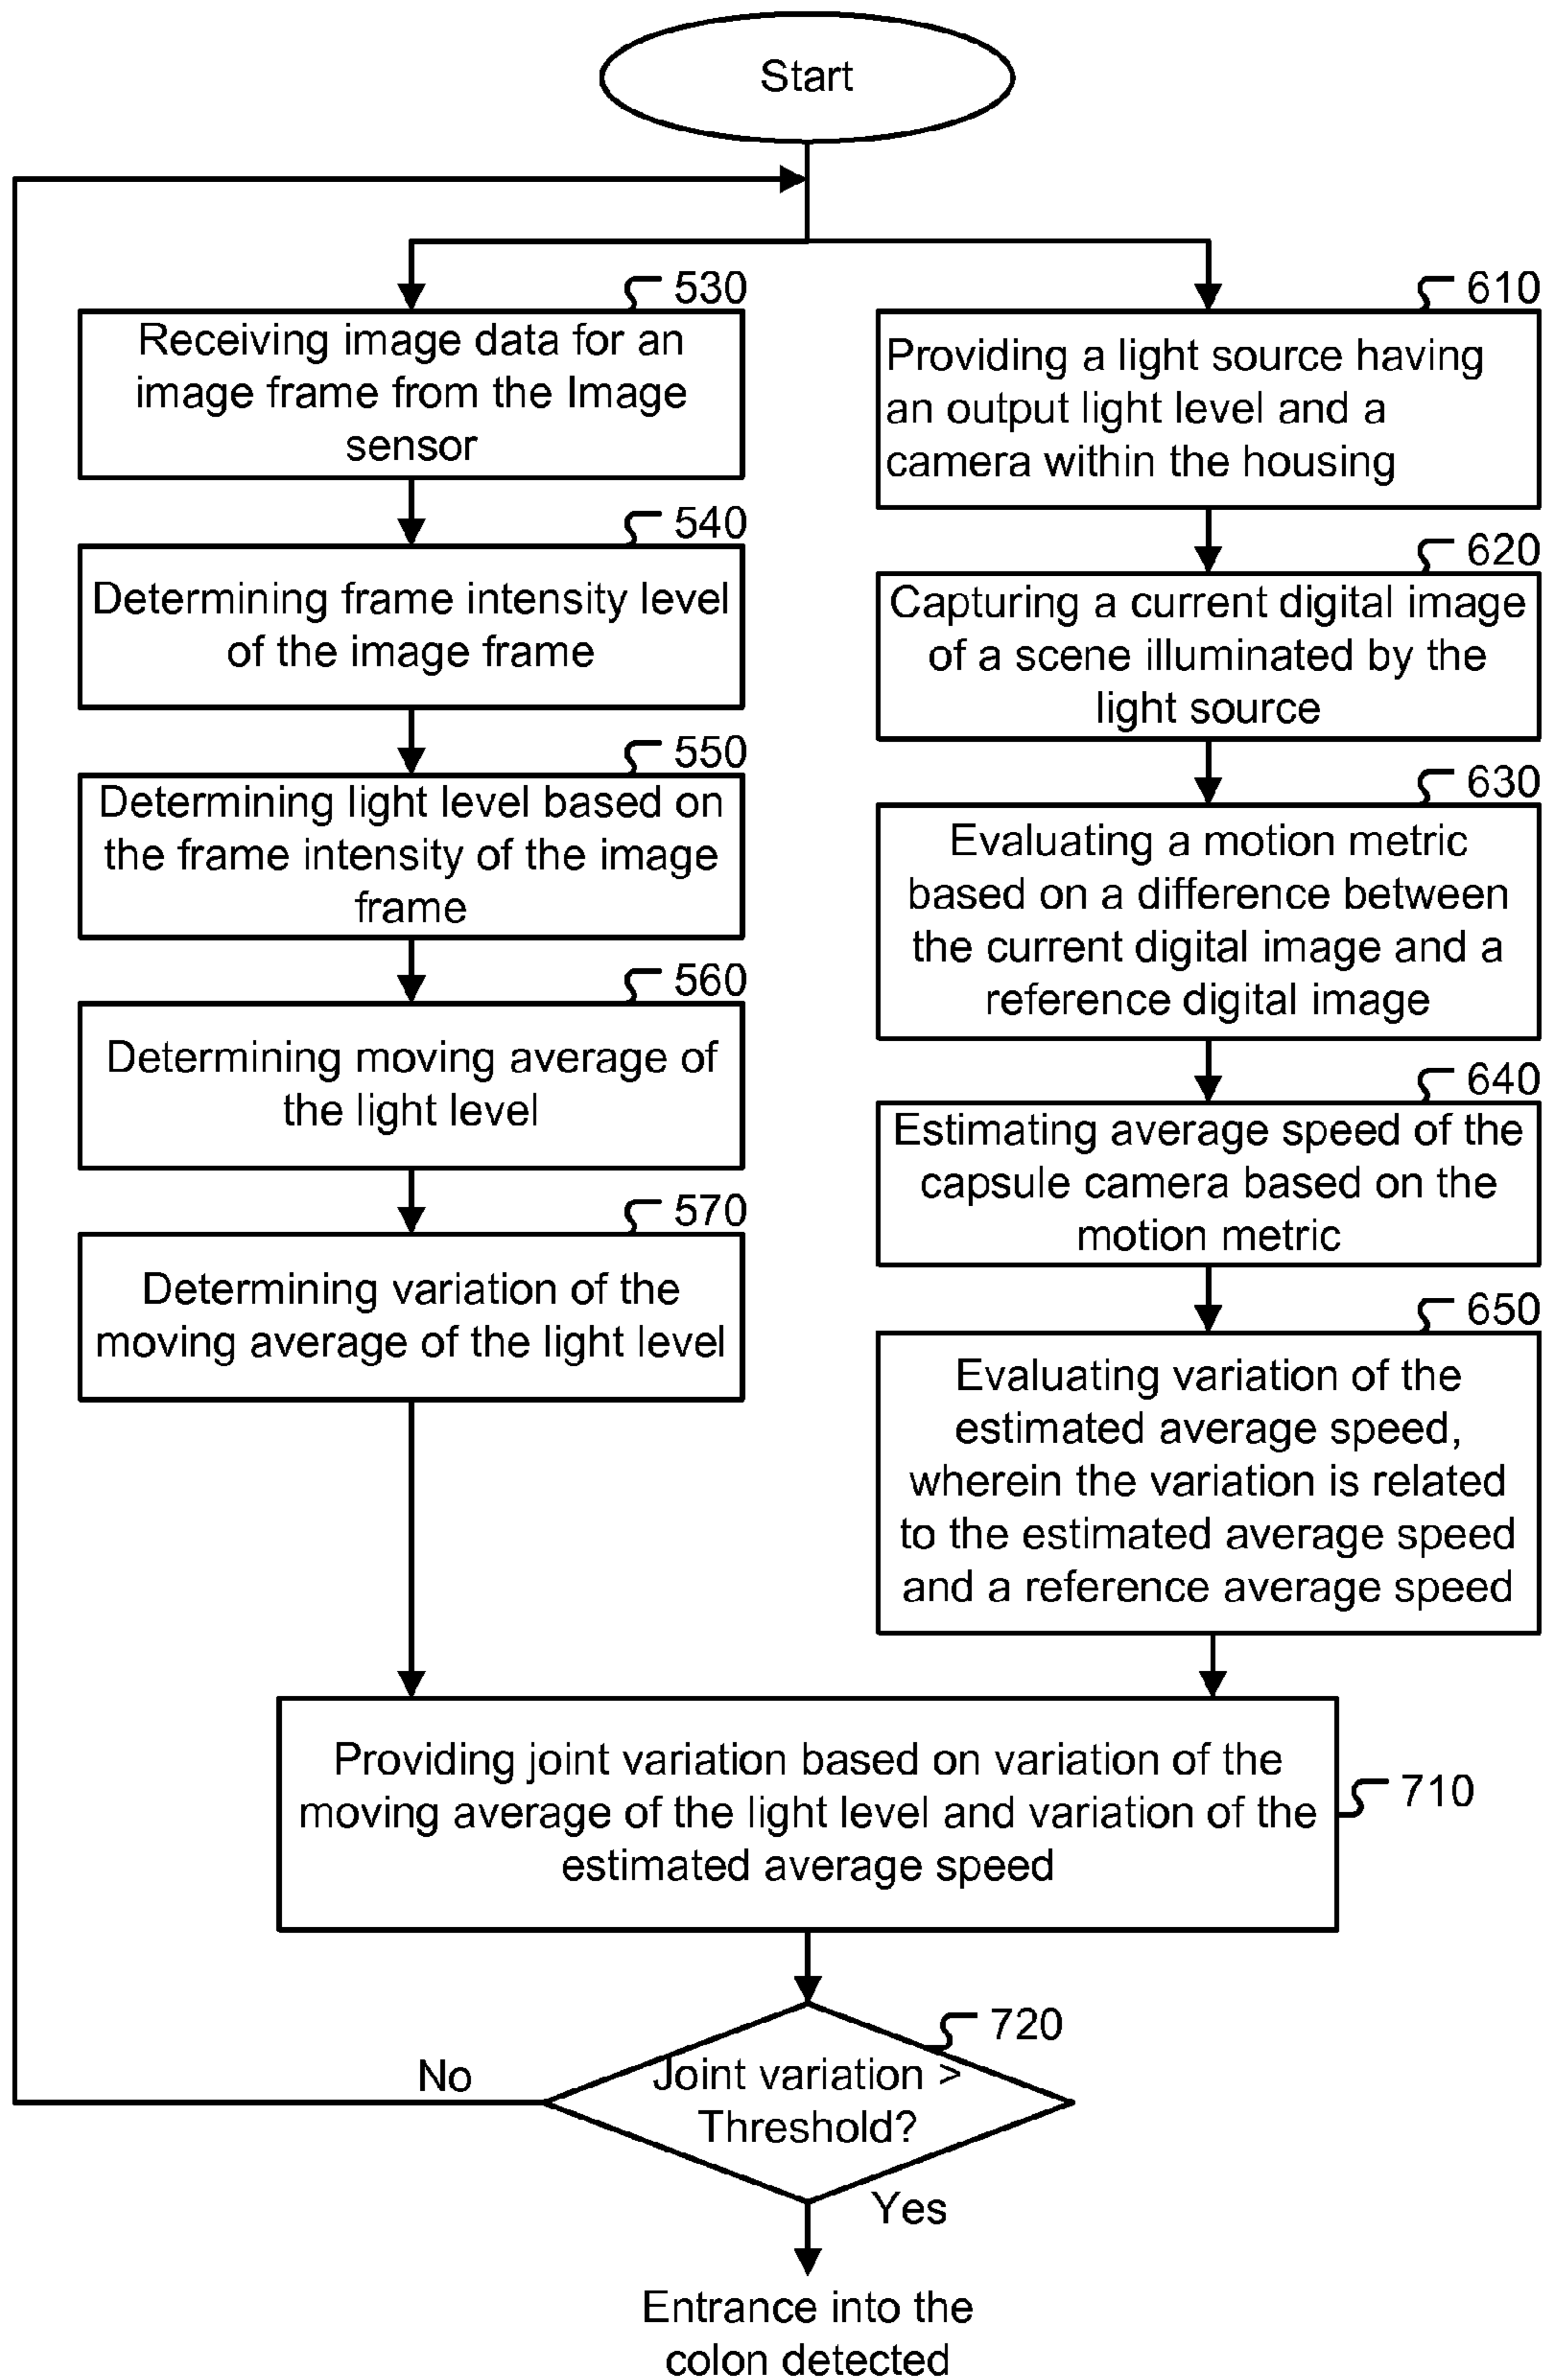 Start
530
Receiving image data for an
image frame from the Image
sensor
540
Determining frame intensity level
of the image frame
550
Determining light level based on
the frame intensity of the image
frame
560
Determining moving average of
the light level
570
Determining variation of the
moving average of the light level
610
Providing a light source having
an output light level and a
camera within the housing
620
Capturing a current digital image
of a scene illuminated by the
light source
630
Evaluating a motion metric
based on a difference between
the current digital image and a
reference digital image
640
Estimating average speed of the
capsule camera based on the
motion metric
650
Evaluating variation of the
estimated average speed,
wherein the variation is related
to the estimated average speed
and a reference average speed
Providing joint variation based on variation of the
moving average of the light level and variation of the
estimated average speed
710
720
Joint variation >
Threshold?
No
Yes
Entrance into the
colon detected